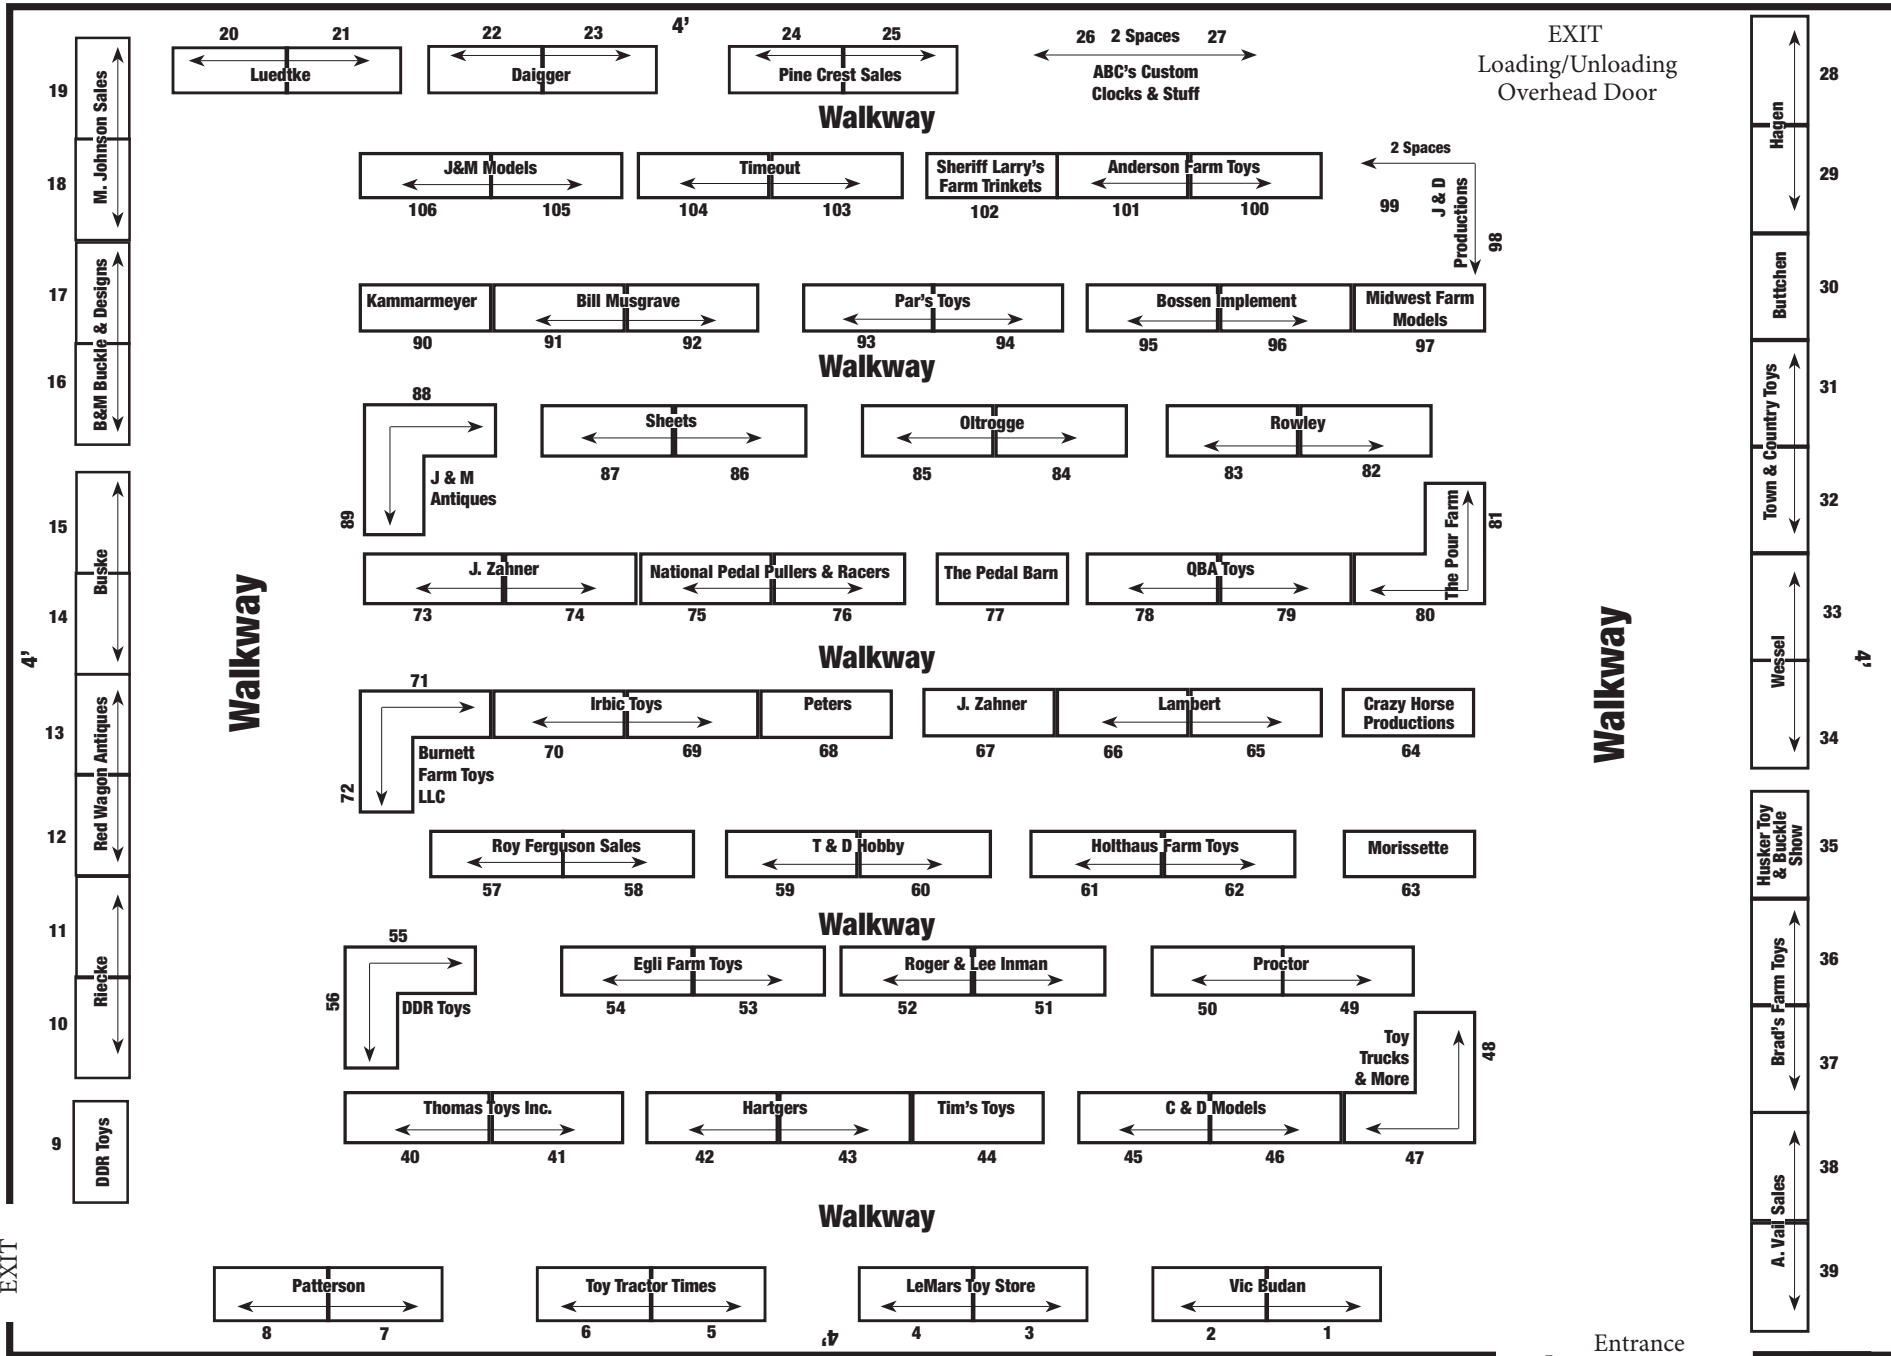 20 21 22 23 4' 24 25 26 2 Spaces 27
Luedtke
Daigger
Pine Crest Sales
ABC's Custom
Clocks & Stuff
EXIT
Loading/Unloading
Overhead Door
Walkway
19
18
M. Johnson Sales
17
16
B&M Buckle & Designs
15
14
Buske
4'
13
12
Red Wagon Antiques
11
10
Riecke
9
DDR Toys
EXIT
Walkway
J&M Models
Timeout
Sheriff Larry's
Farm Trinkets
Anderson Farm Toys
106 105 104 103 102 101 100
2 Spaces
99
J & D
Productions
98
Kammarmeyer
Bill Musgrave
Par's Toys
Bossen Implement
Midwest Farm
Models
90 91 92 93 94 95 96 97
Walkway
88
89
J & M
Antiques
Sheets
Oltrogge
Rowley
87 86 85 84 83 82
81
The Pour Farm
J. Zahner
National Pedal Pullers & Racers
The Pedal Barn
QBA Toys
73 74 75 76 77 78 79 80
Walkway
71
72
Burnett
Farm Toys
LLC
Irbic Toys
Peters
J. Zahner
Lambert
Crazy Horse
Productions
70 69 68 67 66 65 64
Roy Ferguson Sales
T & D Hobby
Holthaus Farm Toys
Morissette
57 58 59 60 61 62 63
Walkway
55
56
DDR Toys
Egli Farm Toys
Roger & Lee Inman
Proctor
54 53 52 51 50 49
Toy
Trucks
& More
48
Thomas Toys Inc.
Hartgers
Tim's Toys
C & D Models
40 41 42 43 44 45 46 47
Walkway
Patterson
Toy Tractor Times
LeMars Toy Store
Vic Budan
8 7 6 5 4' 4 3 2 1
Walkway
Hagen
28
29
Buttchen
30
Town & Country Toys
31
32
Wessel
33
34
4'
Husker Toy
& Buckle
Show
35
Brad's Farm Toys
36
37
A. Vail Sales
38
39
Entrance